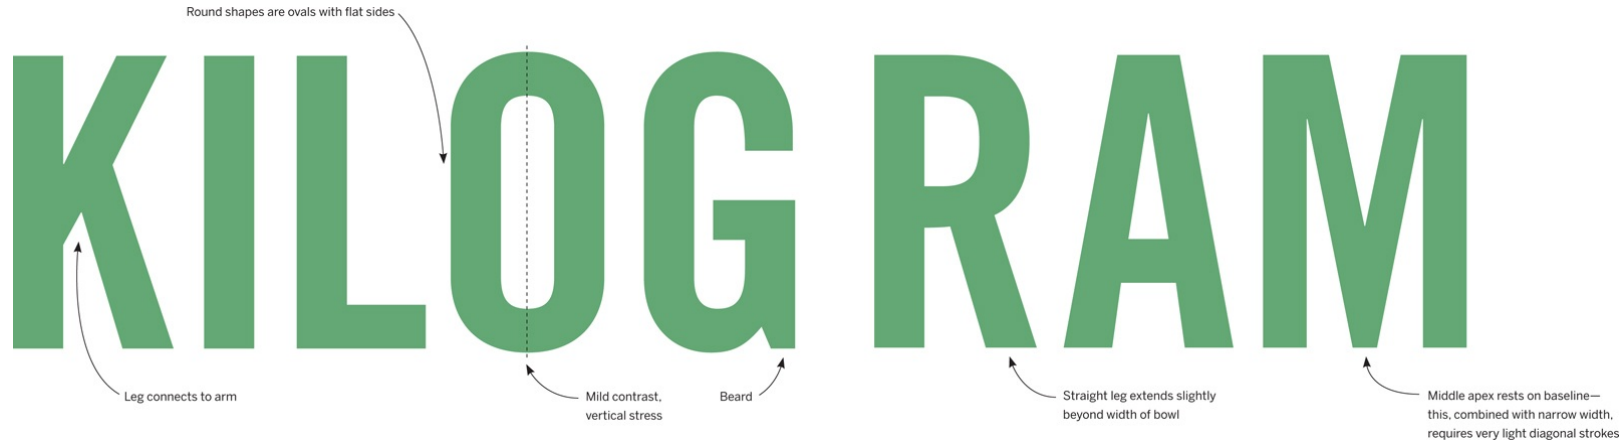 Round shapes are ovals with flat sides
KILOG RAM
Leg connects to arm
Mild contrast,
vertical stress
Beard
Straight leg extends slightly
beyond width of bowl
Middle apex rests on baseline—
this, combined with narrow width,
requires very light diagonal strokes